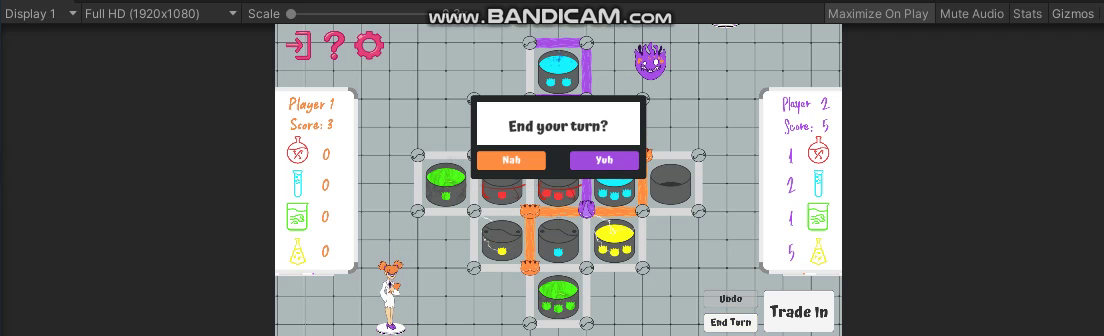 Display 1
Full HD (1920x1080)
Scale
www.BANDICAM.com
Maximize On Play
Mute Audio
Stats
Gizmos
Player 1
Score: 3
0
0
0
0
End your turn?
Nah
Yuh
Player 2
Score: 5
1
2
1
5
Undo
End Turn
Trade In